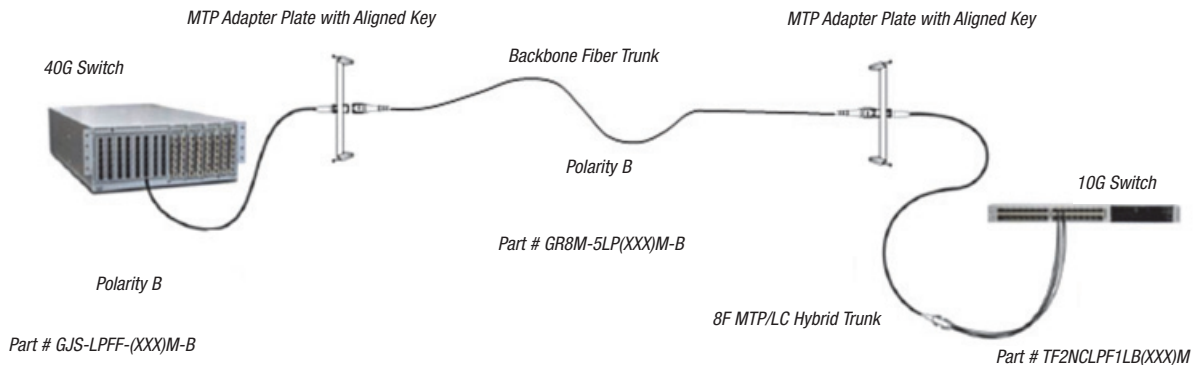 MTP Adapter Plate with Aligned Key
MTP Adapter Plate with Aligned Key
Backbone Fiber Trunk
40G Switch
Polarity B
10G Switch
Part # GR8M-5LP(XXX)M-B
Polarity B
8F MTP/LC Hybrid Trunk
Part # GJS-LPFF-(XXX)M-B
Part # TF2NCLPF1LB(XXX)M